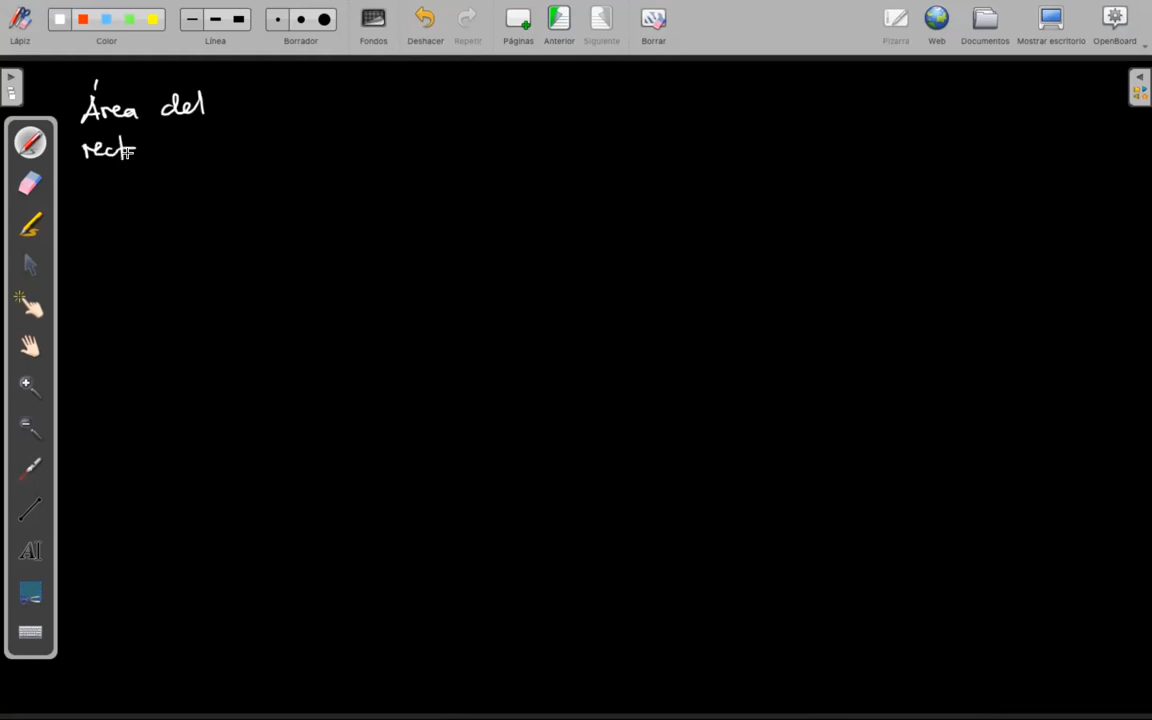 Lápiz
Color
Línea
Borrador
Fondos
Deshacer
Repetir
Páginas
Anterior
Siguiente
Borrar
Pizarra
Web
Documentos
Mostrar escritorio
OpenBoard
Área del
rect
AI